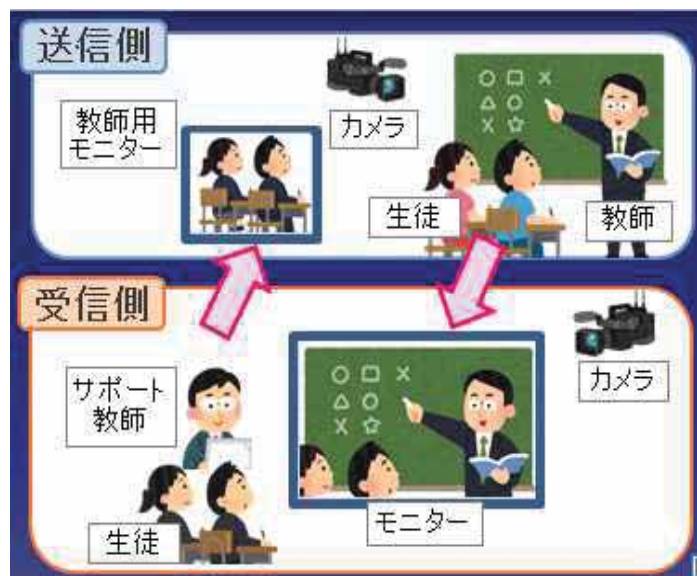 送信側
教師用
モニター
カメラ
生徒
教師
受信側
サポート
教師
カメラ
生徒
モニター